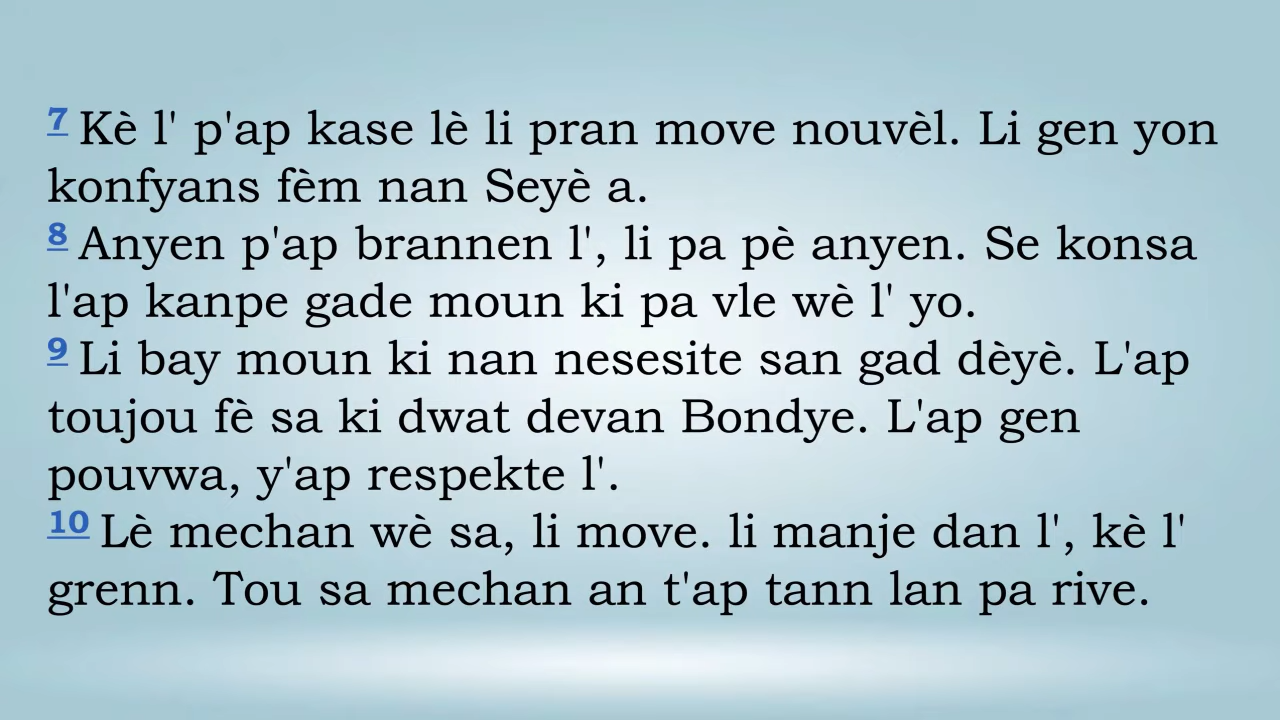 7 Kè l' p'ap kase lè li pran move nouvèl. Li gen yon
konfyans fèm nan Seyè a.
8 Anyen p'ap brannen l', li pa pè anyen. Se konsa
l'ap kanpe gade moun ki pa vle wè l' yo.
9 Li bay moun ki nan nesesite san gad dèyè. L'ap
toujou fè sa ki dwat devan Bondye. L'ap gen
pouvwa, y'ap respekte l'.
10 Lè mechan wè sa, li move. li manje dan l', kè l'
grenn. Tou sa mechan an t'ap tann lan pa rive.